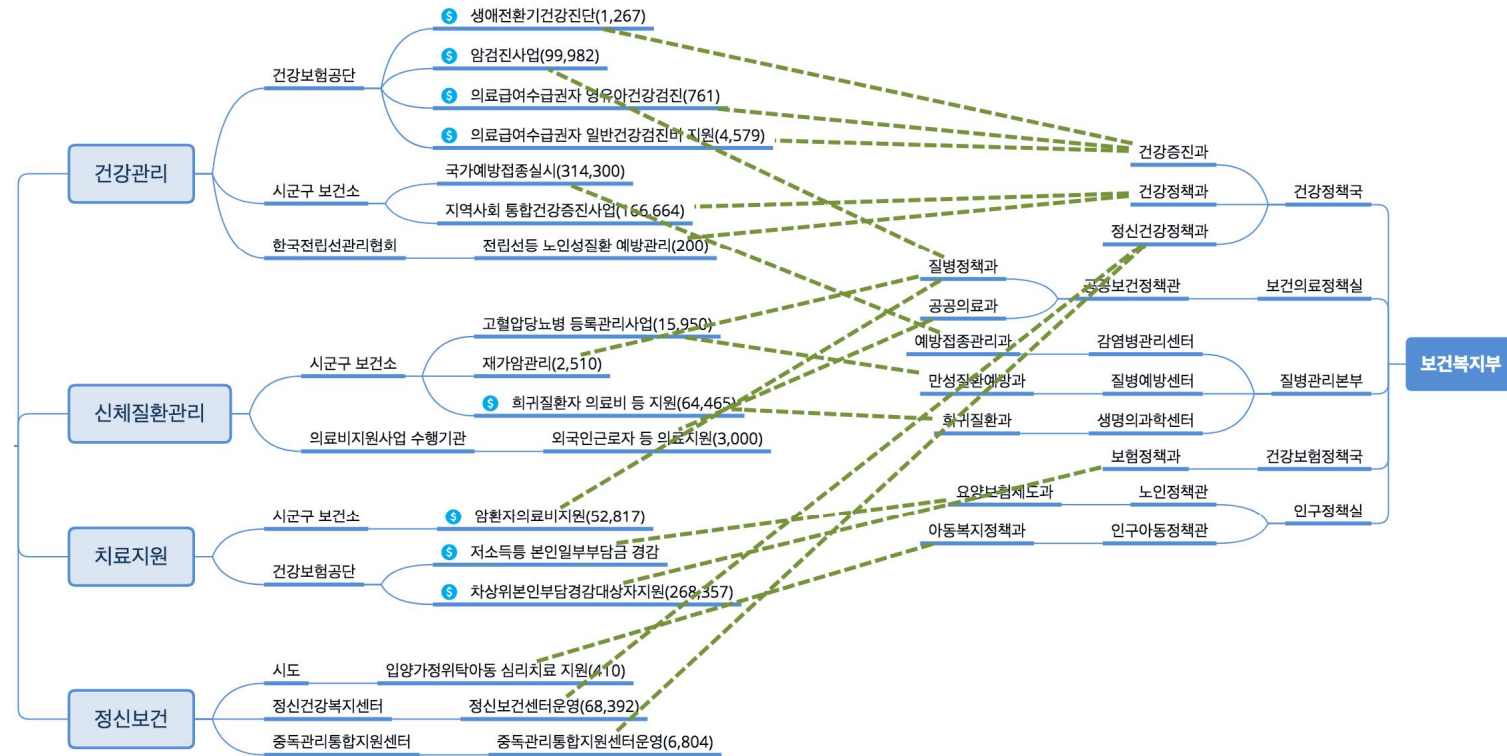 건강관리
건강보험공단
$ 생애전환기건강진단(1,267)
$ 암검진사업(99,982)
$ 의료급여수급권자 영유아건강검진(761)
$ 의료급여수급권자 일반건강검진비 지원(4,579)
시군구 보건소
국가예방접종실시(314,300)
지역사회 통합건강증진사업(166,664)
한국전립선관리협회
전립선등 노인성질환 예방관리(200)
신체질환관리
시군구 보건소
고혈압당뇨병 등록관리사업(15,950)
재가암관리(2,510)
$ 희귀질환자 의료비 등 지원(64,465)
의료비지원사업 수행기관
외국인근로자 등 의료지원(3,000)
치료지원
시군구 보건소
$ 암환자의료비지원(52,817)
건강보험공단
$ 저소득등 본인일부부담금 경감
$ 차상위본인부담경감대상자지원(268,357)
정신보건
시도
입양가정위탁아동 심리치료 지원(410)
정신건강복지센터
정신보건센터운영(68,392)
중독관리통합지원센터
중독관리통합지원센터운영(6,804)
건강증진과
건강정책과
정신건강정책과
건강정책국
질병정책과
공공의료과
공공보건정책관
보건의료정책실
예방접종관리과
감염병관리센터
만성질환예방과
질병예방센터
희귀질환과
생명의과학센터
질병관리본부
보험정책과
건강보험정책국
요양보험제도과
노인정책관
아동복지정책과
인구아동정책관
인구정책실
보건복지부